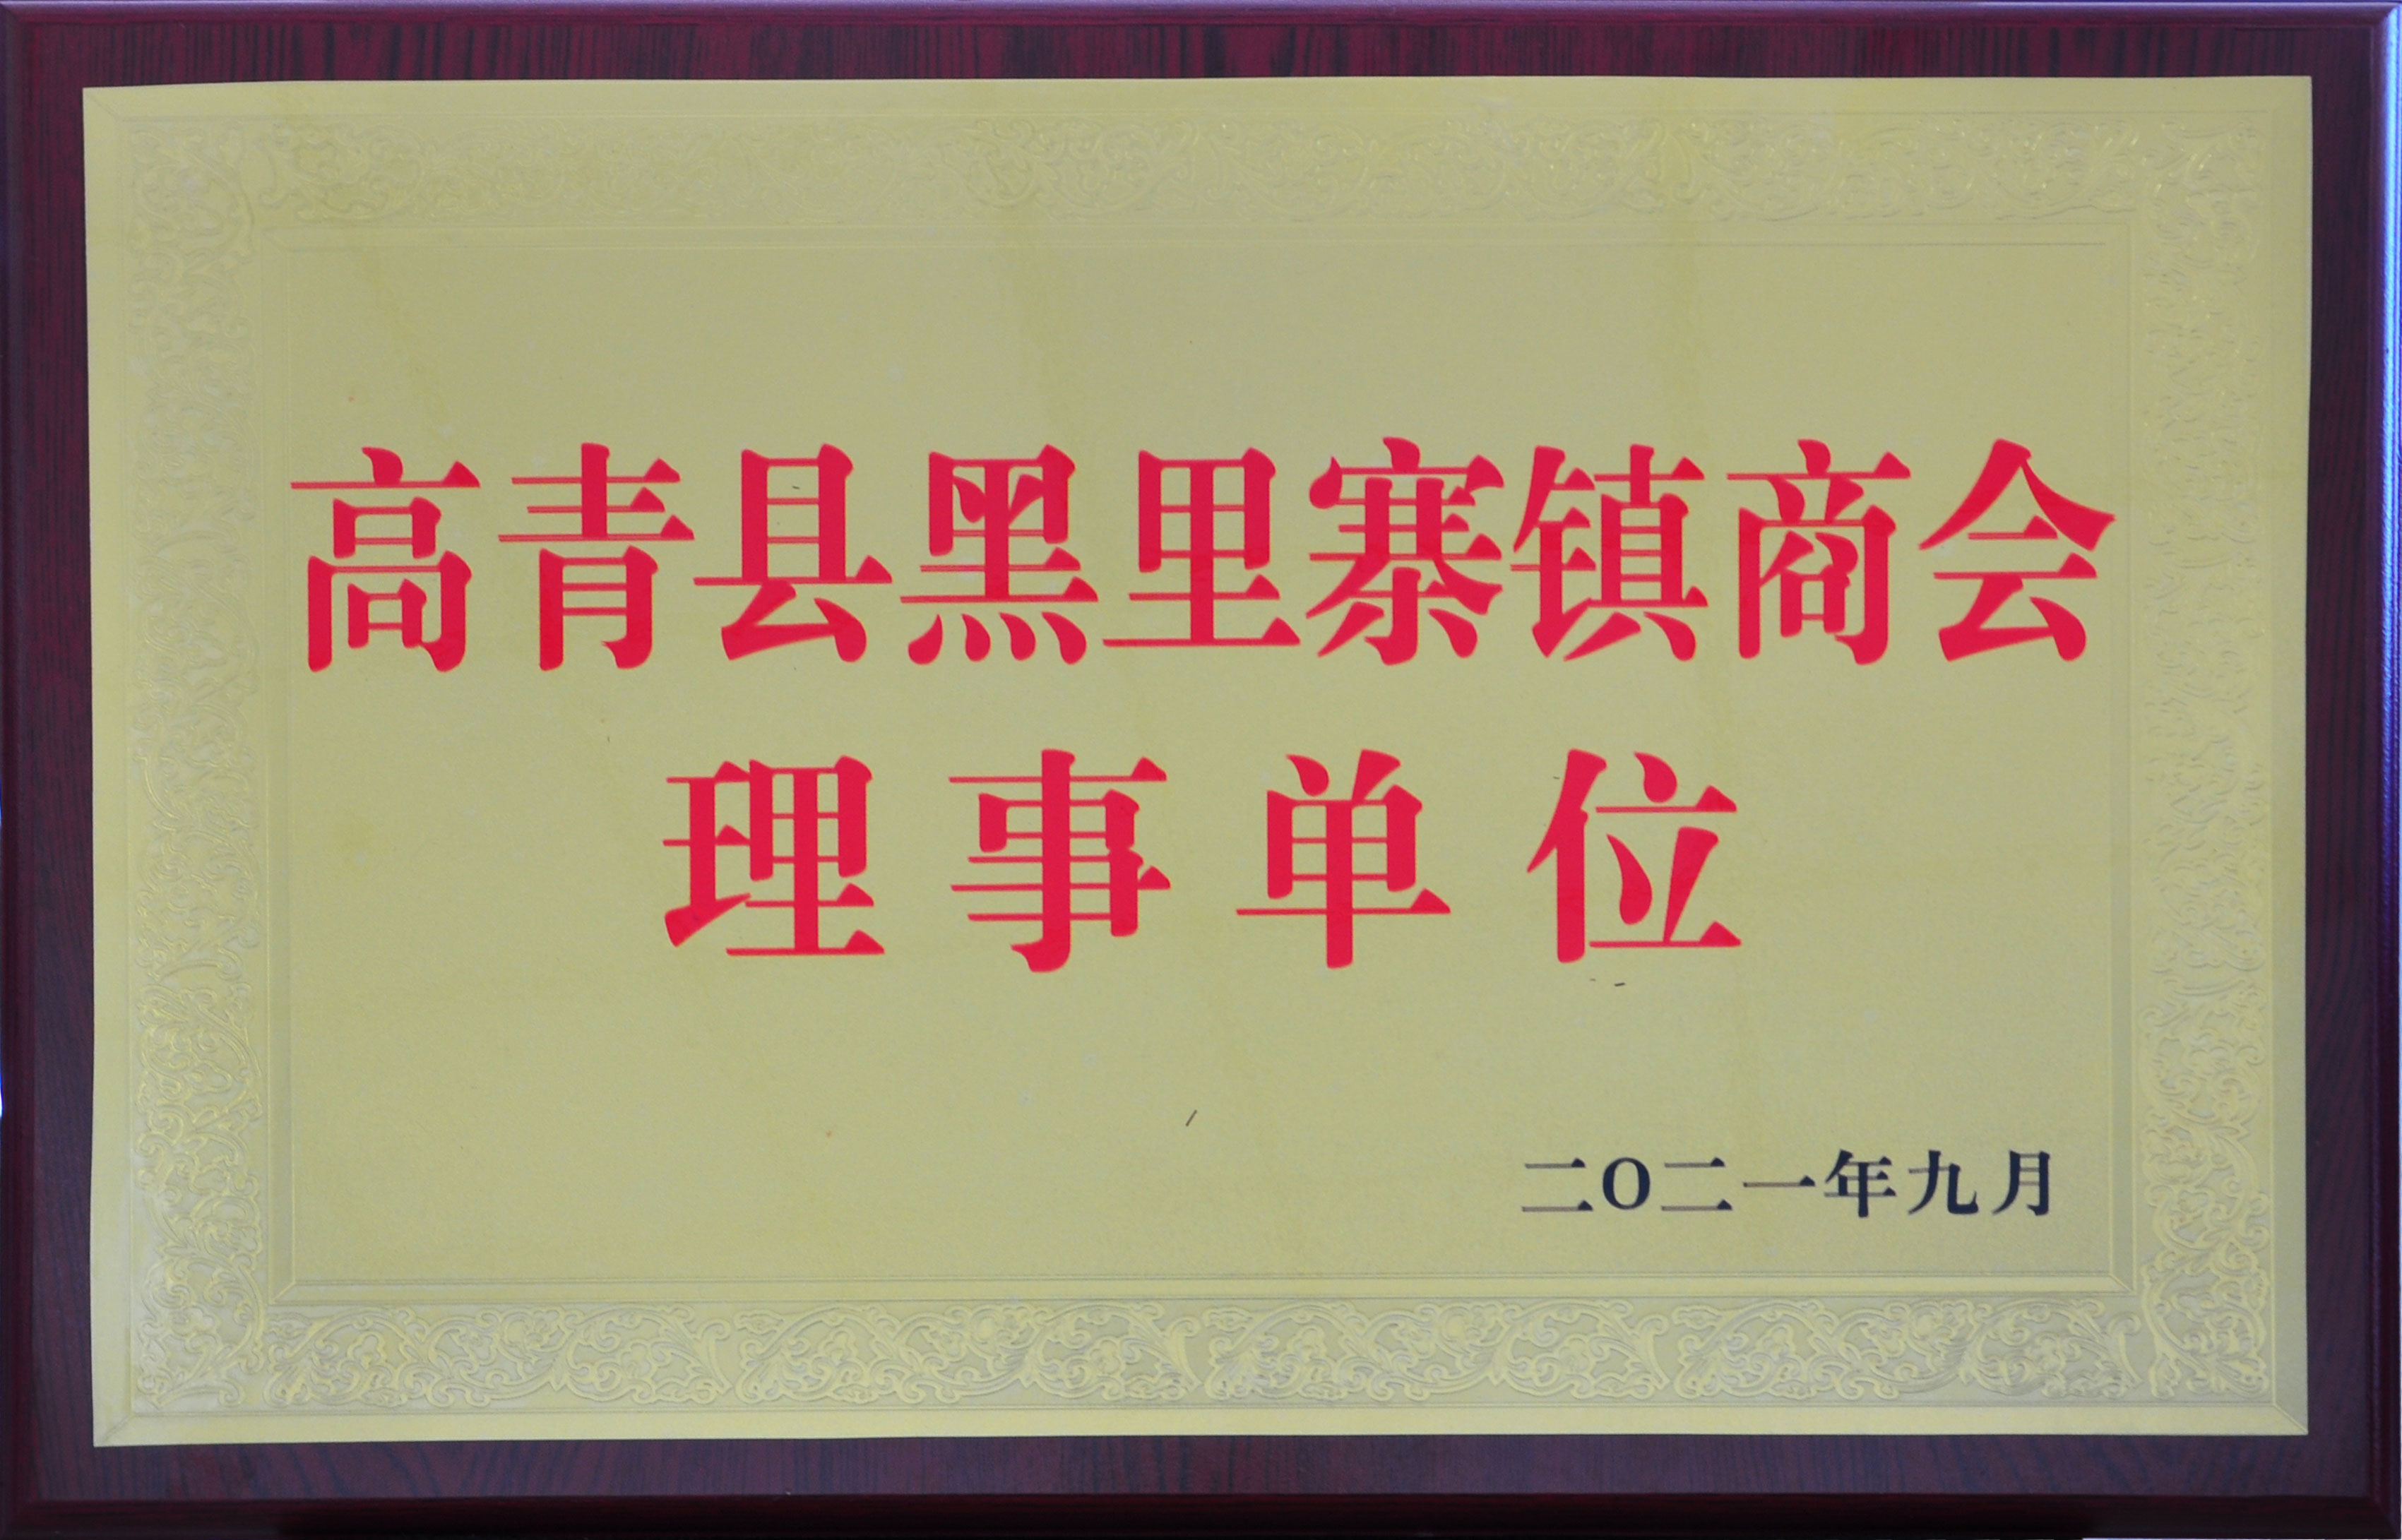 高青县黑里寨镇商会
理事单位
二〇二一年九月